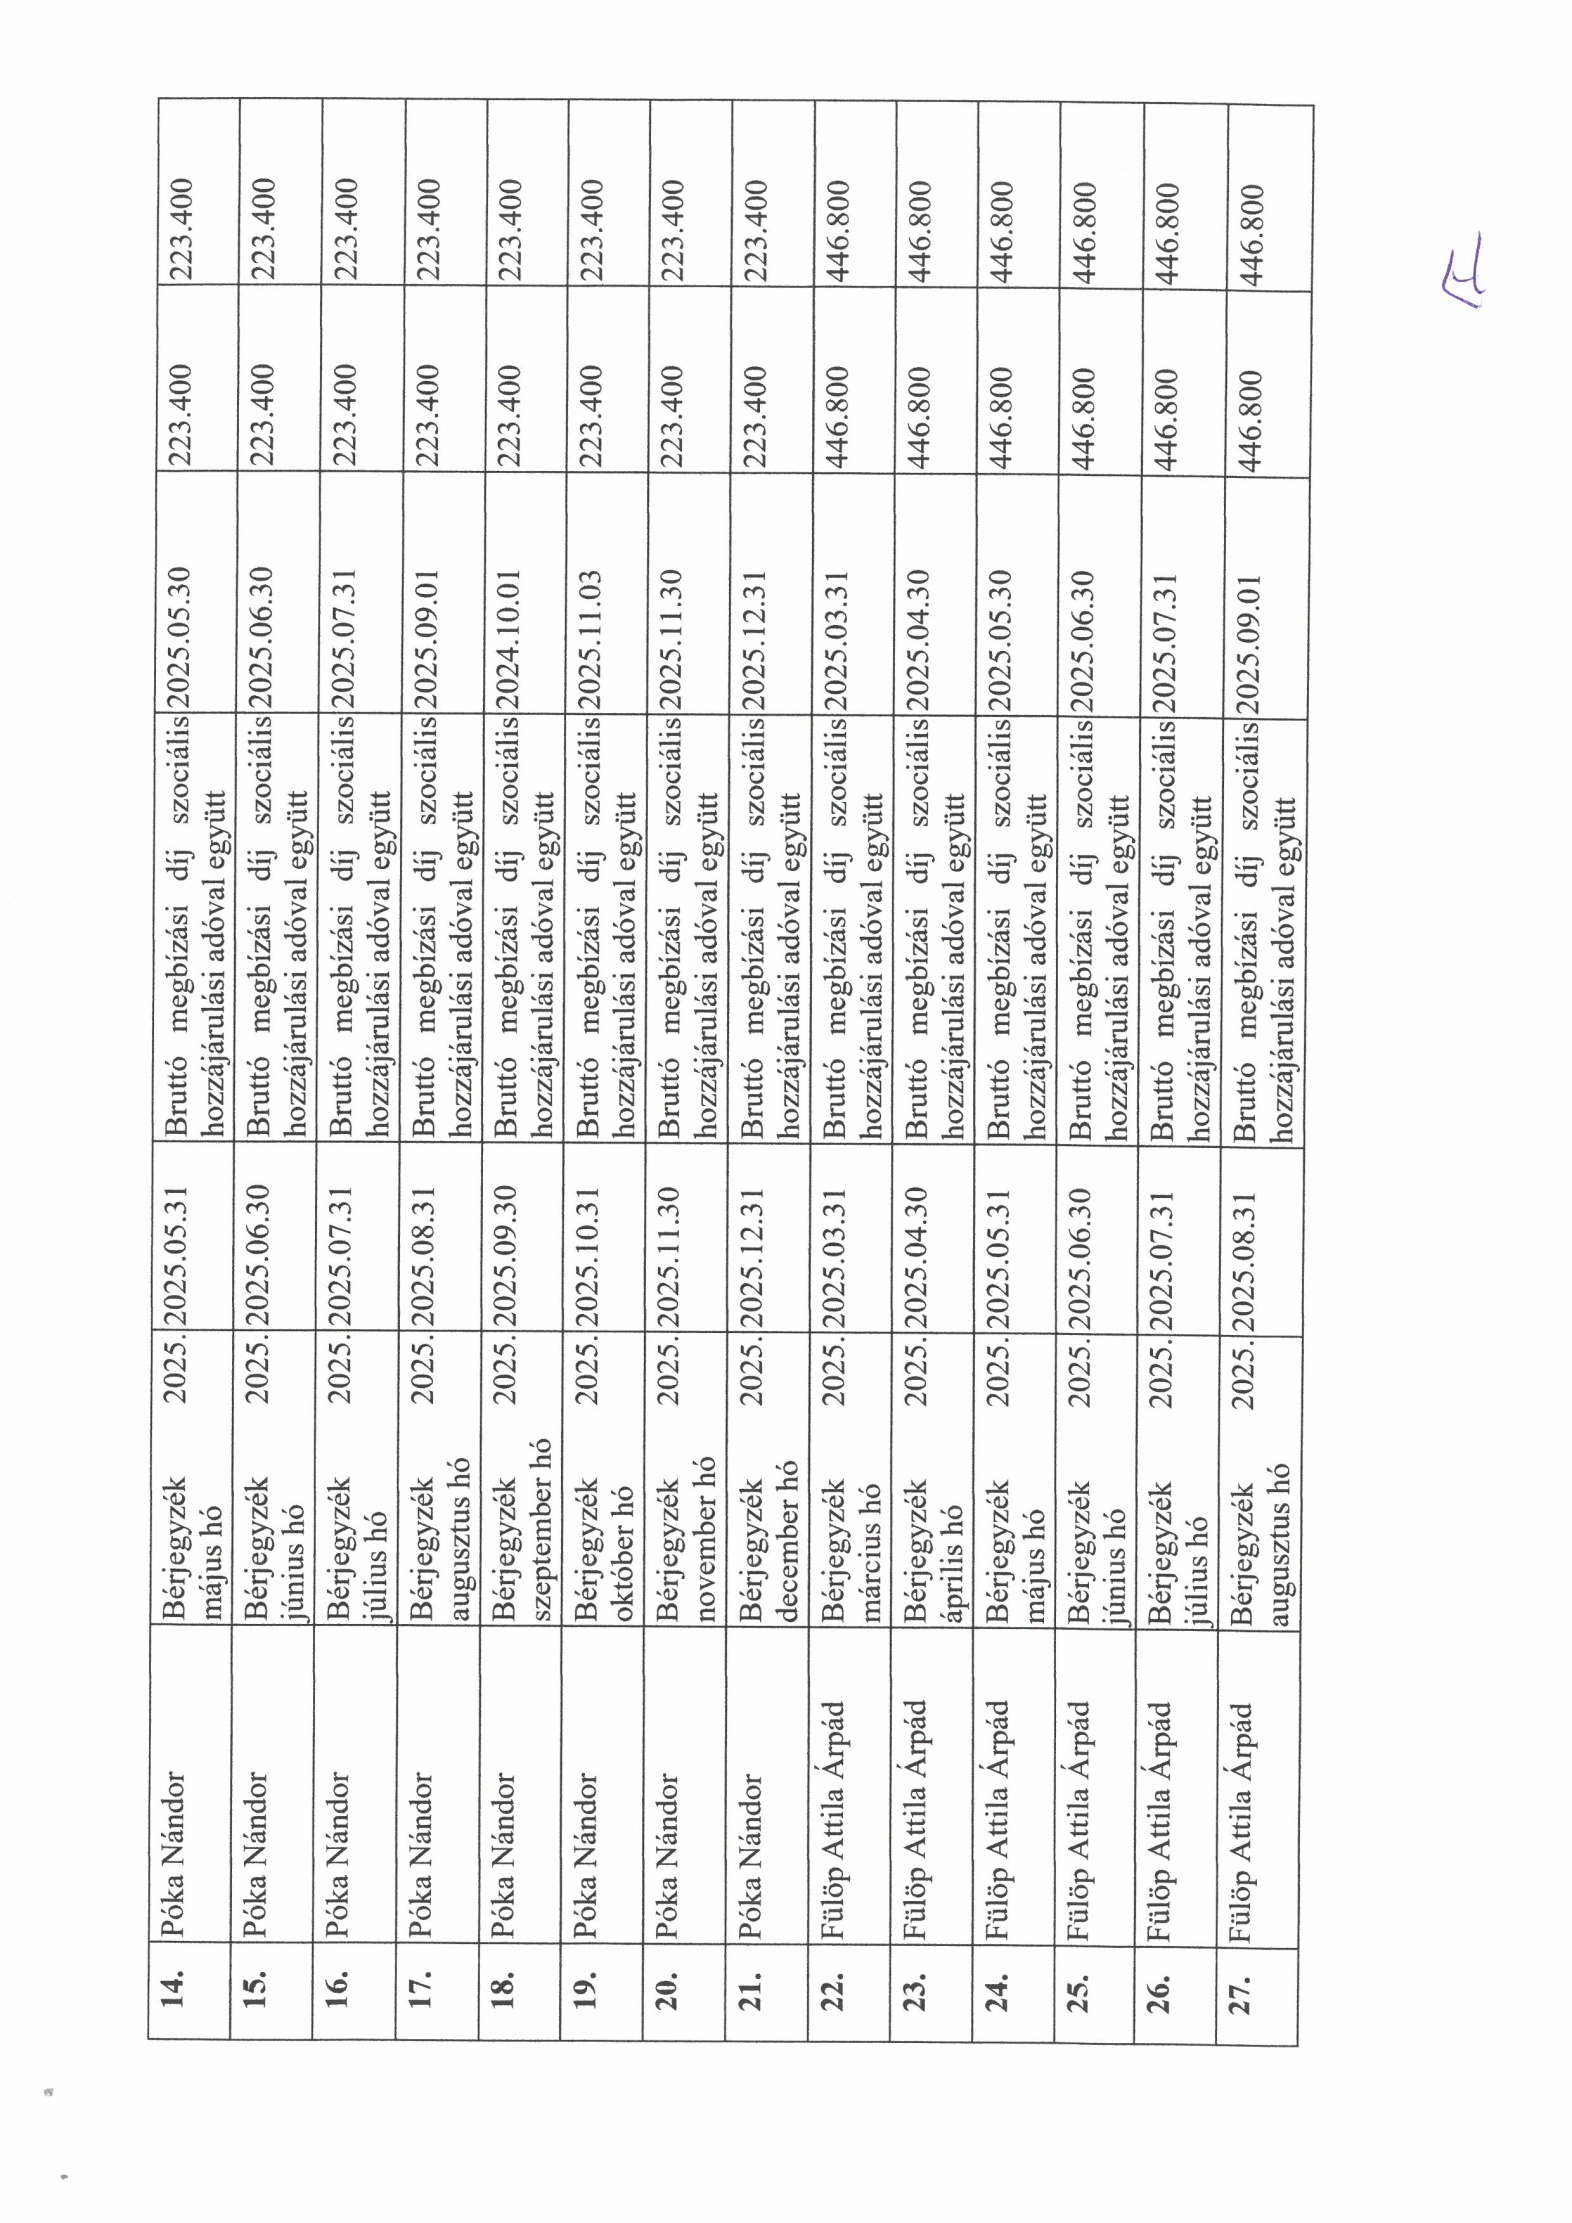 14. Póka Nándor Bérjegyzék 2025. 2025.05.31 Bruttó megbízási díj szociális 2025.05.30 223.400 223.400
május hó hozzájárulási adóval együtt
15. Póka Nándor Bérjegyzék 2025. 2025.06.30 Bruttó megbízási díj szociális 2025.06.30 223.400 223.400
június hó hozzájárulási adóval együtt
16. Póka Nándor Bérjegyzék 2025. 2025.07.31 Bruttó megbízási díj szociális 2025.07.31 223.400 223.400
július hó hozzájárulási adóval együtt
17. Póka Nándor Bérjegyzék 2025. 2025.08.31 Bruttó megbízási díj szociális 2025.09.01 223.400 223.400
augusztus hó hozzájárulási adóval együtt
18. Póka Nándor Bérjegyzék 2025. 2025.09.30 Bruttó megbízási díj szociális 2024.10.01 223.400 223.400
szeptember hó hozzájárulási adóval együtt
19. Póka Nándor Bérjegyzék 2025. 2025.10.31 Bruttó megbízási díj szociális 2025.11.03 223.400 223.400
október hó hozzájárulási adóval együtt
20. Póka Nándor Bérjegyzék 2025. 2025.11.30 Bruttó megbízási díj szociális 2025.11.30 223.400 223.400
november hó hozzájárulási adóval együtt
21. Póka Nándor Bérjegyzék 2025. 2025.12.31 Bruttó megbízási díj szociális 2025.12.31 223.400 223.400
december hó hozzájárulási adóval együtt
22. Fülöp Attila Árpád Bérjegyzék 2025. 2025.03.31 Bruttó megbízási díj szociális 2025.03.31 446.800 446.800
március hó hozzájárulási adóval együtt
23. Fülöp Attila Árpád Bérjegyzék 2025. 2025.04.30 Bruttó megbízási díj szociális 2025.04.30 446.800 446.800
április hó hozzájárulási adóval együtt
24. Fülöp Attila Árpád Bérjegyzék 2025. 2025.05.31 Bruttó megbízási díj szociális 2025.05.30 446.800 446.800
május hó hozzájárulási adóval együtt
25. Fülöp Attila Árpád Bérjegyzék 2025. 2025.06.30 Bruttó megbízási díj szociális 2025.06.30 446.800 446.800
június hó hozzájárulási adóval együtt
26. Fülöp Attila Árpád Bérjegyzék 2025. 2025.07.31 Bruttó megbízási díj szociális 2025.07.31 446.800 446.800
július hó hozzájárulási adóval együtt
27. Fülöp Attila Árpád Bérjegyzék 2025. 2025.08.31 Bruttó megbízási díj szociális 2025.09.01 446.800 446.800
augusztus hó hozzájárulási adóval együtt